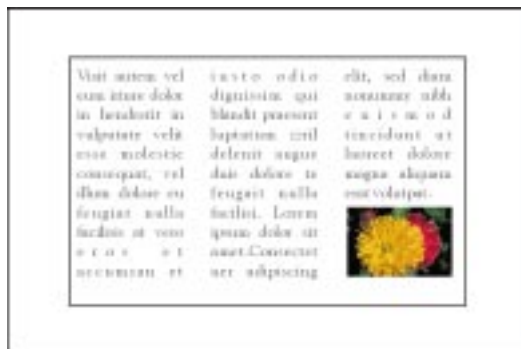 Visit autem vel
eum iriure dolor
in hendrerit in
vulputate velit
esse molestie
consequat, vel
illum dolore eu
feugiat nulla
facilisis at vero
eros et
accumsan et
iusto odio
dignissim qui
blandit praesent
luptatum zzril
delenit augue
duis dolore te
feugait nulla
facilisi. Lorem
ipsum dolor sit
amet.Consectet
uer adipiscing
elit, sed diam
nonummy nibh
euismod
tincidunt ut
laoreet dolore
magna aliquam
erat volutpat.